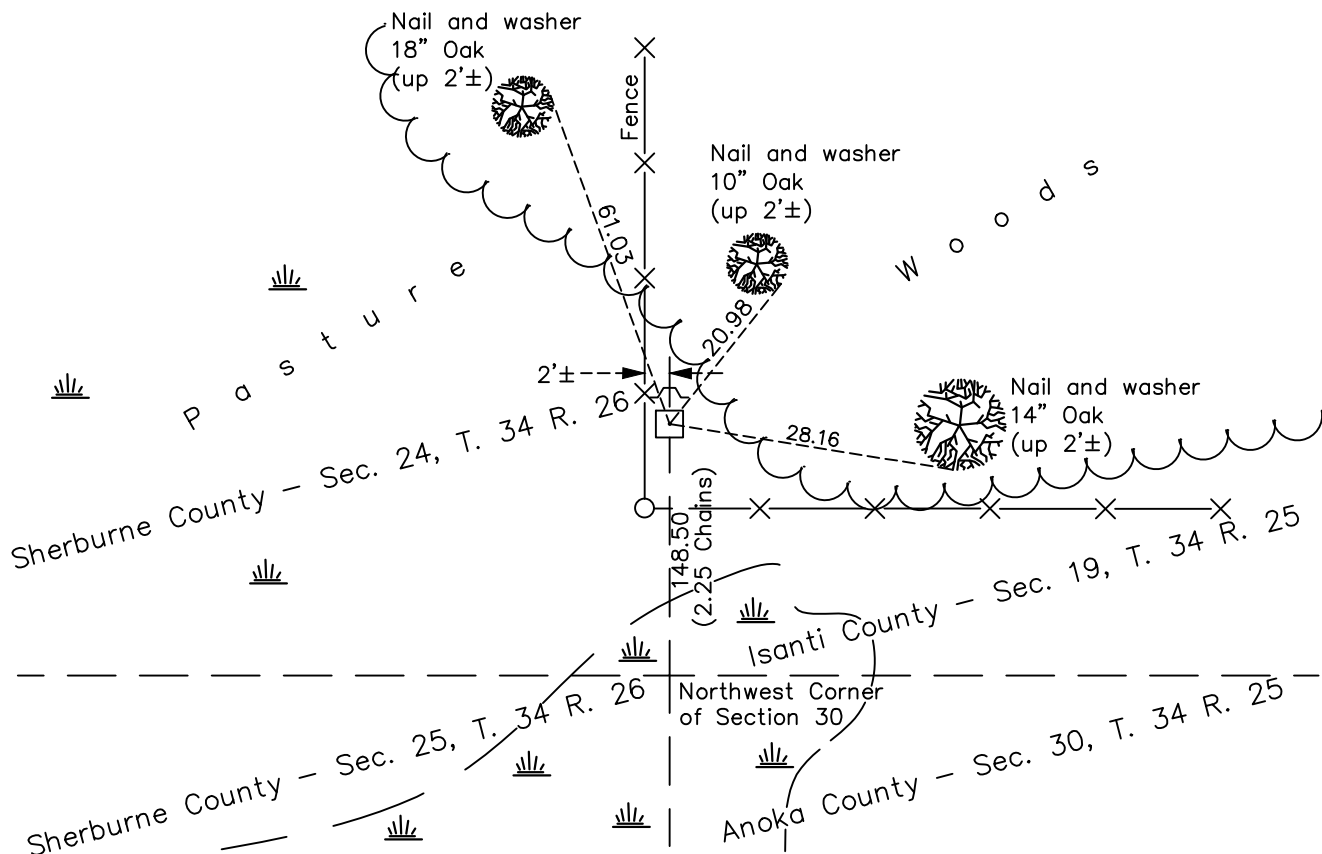 Nail and washer
18” Oak
(up 2'±)
Fence
Nail and washer
10” Oak
(up 2'±)
Woods
61.03
Pasture
20.98
2'±
Nail and washer
14” Oak
(up 2'±)
28.16
Sherburne County – Sec. 24, T. 34 R. 26
148.50
(2.25 Chains)
Isanti County – Sec. 19, T. 34 R. 25
Northwest Corner
of Section 30
Sherburne County – Sec. 25, T. 34 R. 26
Anoka County – Sec. 30, T. 34 R. 25